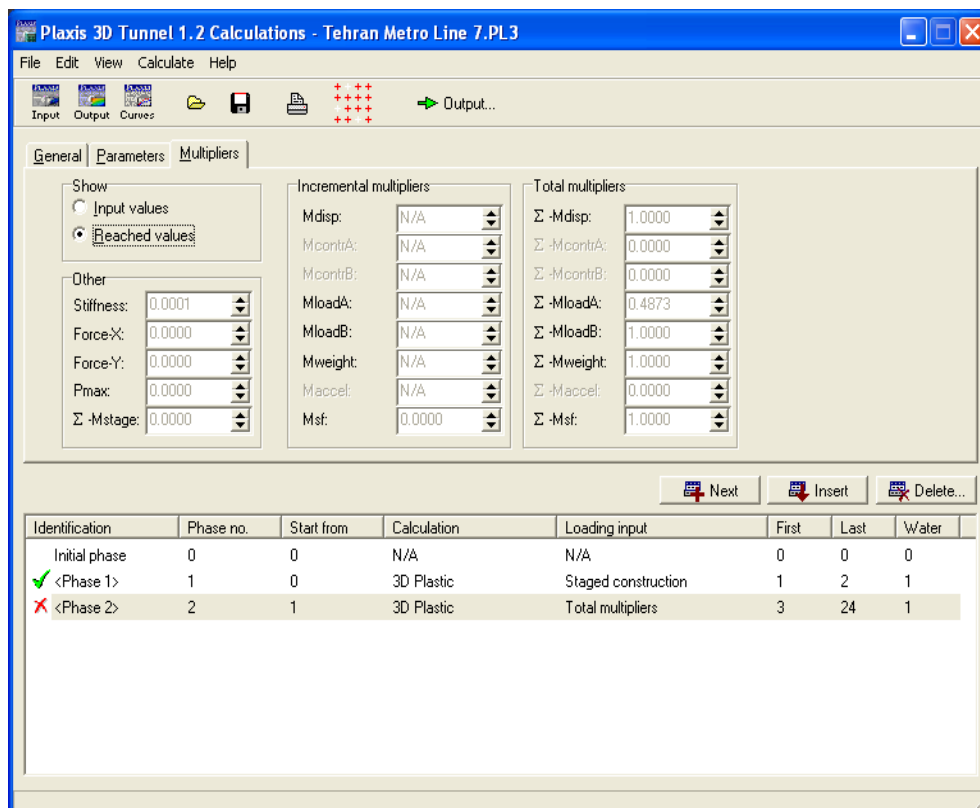 Plaxis 3D Tunnel 1.2 Calculations - Tehran Metro Line 7.PL3
File Edit View Calculate Help
Input Output Curves Output...
General Parameters Multipliers
Show
Input values
Reached values
Other
Stiffness: 0.0001
Force-X: 0.0000
Force-Y: 0.0000
Pmax: 0.0000
Σ -Mstage: 0.0000
Incremental multipliers
Mdisp: N/A
McontrA: N/A
McontrB: N/A
MloadA: N/A
MloadB: N/A
Mweight: N/A
Maccel: N/A
Msf: 0.0000
Total multipliers
Σ -Mdisp: 1.0000
Σ -McontrA: 0.0000
Σ -McontrB: 0.0000
Σ -MloadA: 0.4873
Σ -MloadB: 1.0000
Σ -Mweight: 1.0000
Σ -Maccel: 0.0000
Σ -Msf: 1.0000
Next Insert Delete...
Identification Phase no. Start from Calculation Loading input First Last Water
Initial phase 0 0 N/A N/A 0 0 0
<Phase 1> 1 0 3D Plastic Staged construction 1 2 1
<Phase 2> 2 1 3D Plastic Total multipliers 3 24 1